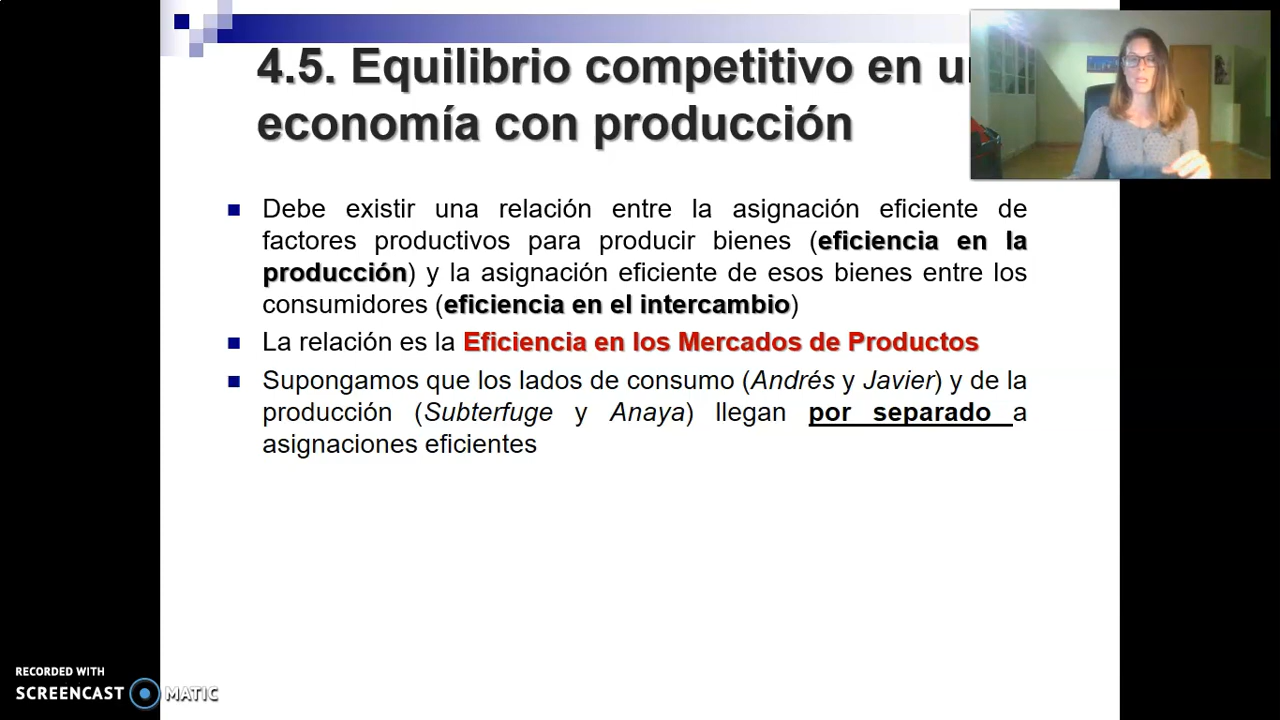 4.5. Equilibrio competitivo en
economía con producción
Debe existir una relación entre la asignación eficiente de
factores productivos para producir bienes (eficiencia en la
producción) y la asignación eficiente de esos bienes entre los
consumidores (eficiencia en el intercambio)
La relación es la Eficiencia en los Mercados de Productos
Supongamos que los lados de consumo (Andrés y Javier) y de la
producción (Subterfuge y Anaya) llegan por separado a
asignaciones eficientes
RECORDED WITH
SCREENCAST MATIC